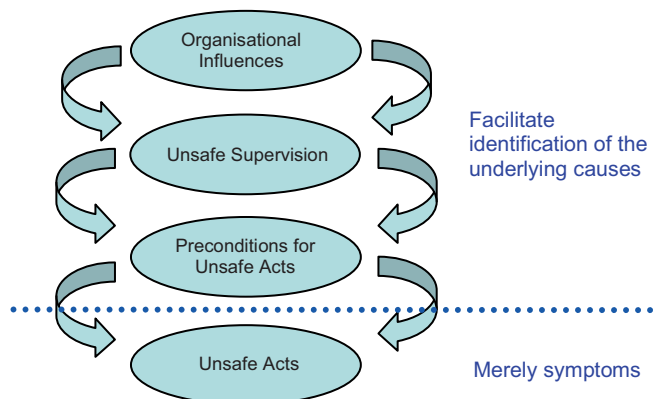 Organisational
Influences
Unsafe Supervision
Facilitate
identification of the
underlying causes
Preconditions for
Unsafe Acts
Unsafe Acts
Merely symptoms